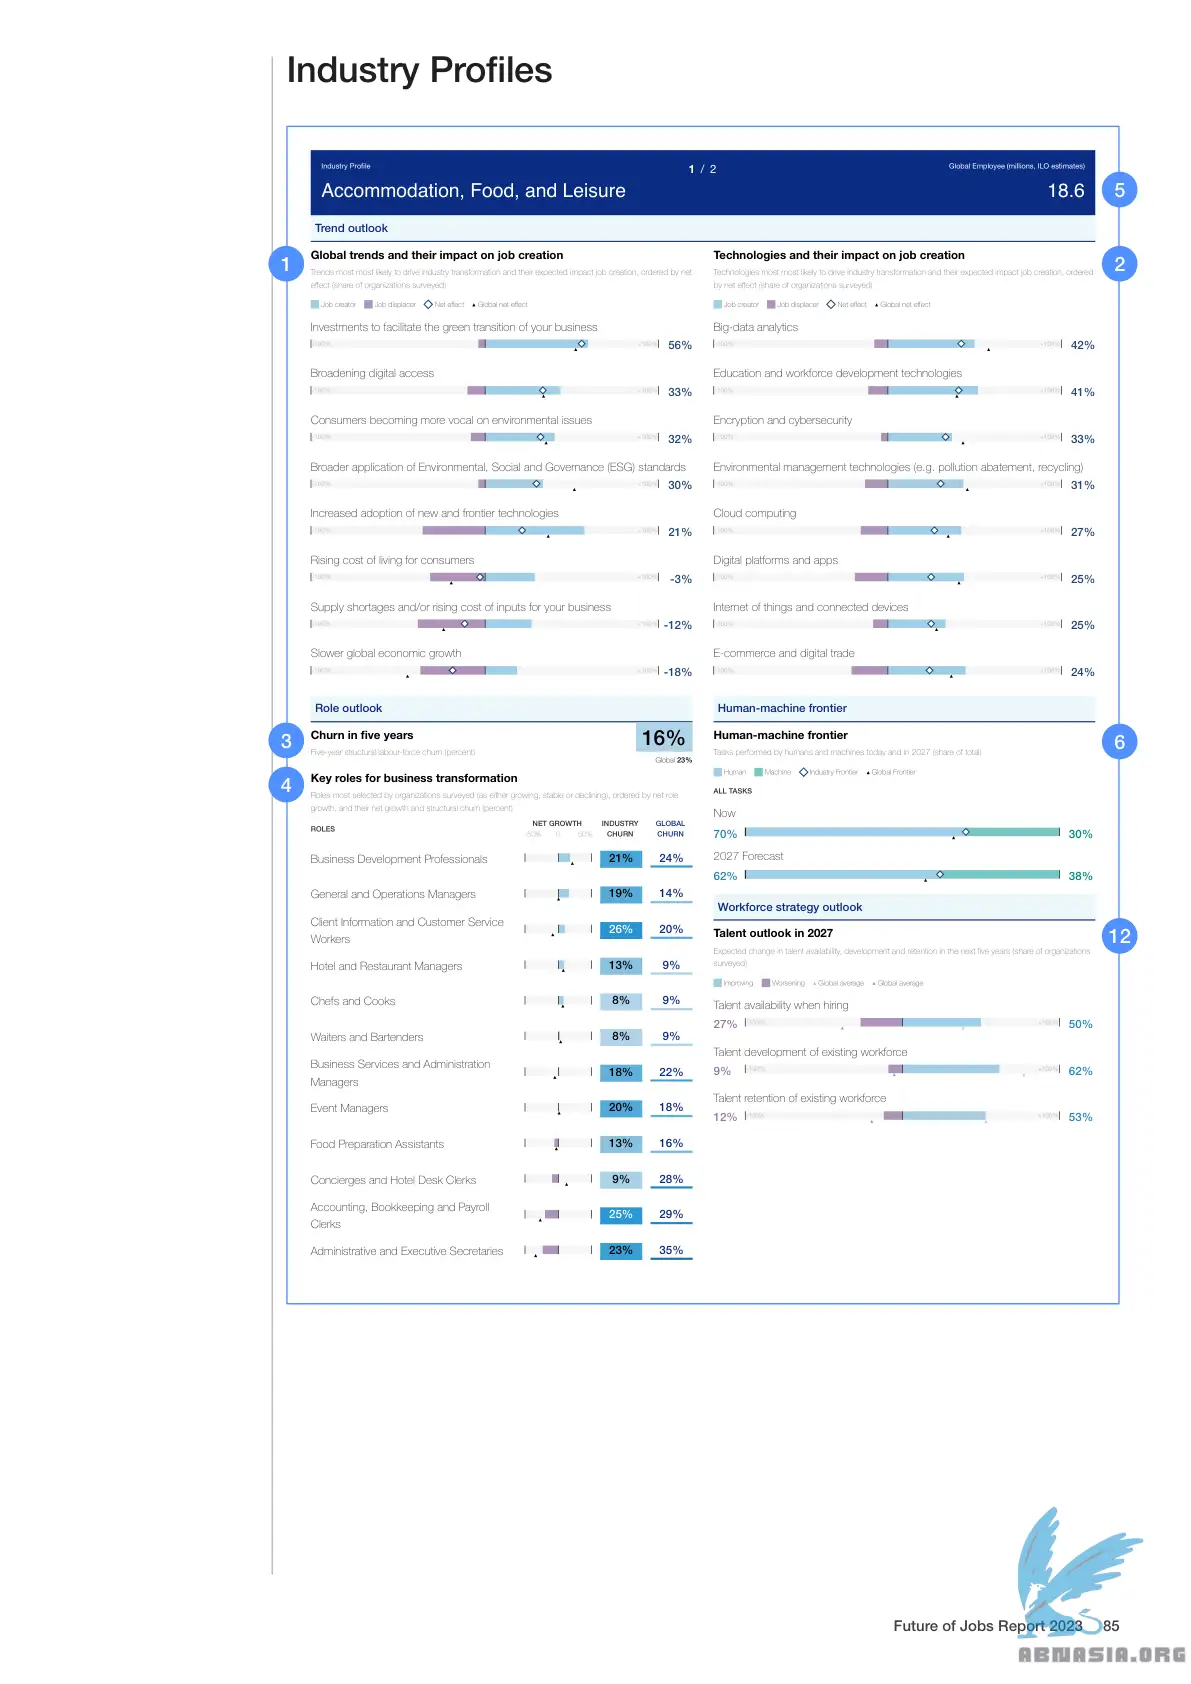 Industry Profiles
Industry Profile
1 / 2
Global Employee (millions, ILO estimates)
Accommodation, Food, and Leisure
18.6
5
Trend outlook
1
Global trends and their impact on job creation
Trends most most likely to drive industry transformation and their expected impact job creation, ordered by net
effect (share of organizations surveyed)
Job creator Job displacer Net effect Global net effect
Investments to facilitate the green transition of your business
56%
Broadening digital access
33%
Consumers becoming more vocal on environmental issues
32%
Broader application of Environmental, Social and Governance (ESG) standards
30%
Increased adoption of new and frontier technologies
21%
Rising cost of living for consumers
-3%
Supply shortages and/or rising cost of inputs for your business
-12%
Slower global economic growth
-18%
2
Technologies and their impact on job creation
Technologies most most likely to drive industry transformation and their expected impact job creation, ordered
by net effect (share of organizations surveyed)
Job creator Job displacer Net effect Global net effect
Big-data analytics
42%
Education and workforce development technologies
41%
Encryption and cybersecurity
33%
Environmental management technologies (e.g. pollution abatement, recycling)
31%
Cloud computing
27%
Digital platforms and apps
25%
Internet of things and connected devices
25%
E-commerce and digital trade
24%
Role outlook
3
Churn in five years
Five-year structural labour-force churn (percent)
16%
Global 23%
4
Key roles for business transformation
Roles most selected by organizations surveyed (as either growing, stable or declining), ordered by net role
growth, and their net growth and structural churn (percent)
ROLES
NET GROWTH
-50% 0 50%
INDUSTRY
CHURN
GLOBAL
CHURN
Business Development Professionals 21% 24%
General and Operations Managers 19% 14%
Client Information and Customer Service
Workers
26% 20%
Hotel and Restaurant Managers 13% 9%
Chefs and Cooks 8% 9%
Waiters and Bartenders 8% 9%
Business Services and Administration
Managers
18% 22%
Event Managers 20% 18%
Food Preparation Assistants 13% 16%
Concierges and Hotel Desk Clerks 9% 28%
Accounting, Bookkeeping and Payroll
Clerks
25% 29%
Administrative and Executive Secretaries 23% 35%
Human-machine frontier
6
Human-machine frontier
Tasks performed by humans and machines today and in 2027 (share of total)
Human Machine Industry Frontier Global Frontier
ALL TASKS
Now
70% 30%
2027 Forecast
62% 38%
Workforce strategy outlook
12
Talent outlook in 2027
Expected change in talent availability, development and retention in the next five years (share of organizations
surveyed)
Improving Worsening Global average Global average
Talent availability when hiring
27% 50%
Talent development of existing workforce
9% 62%
Talent retention of existing workforce
12% 53%
Future of Jobs Report 2023 85
ABNASIA.ORG